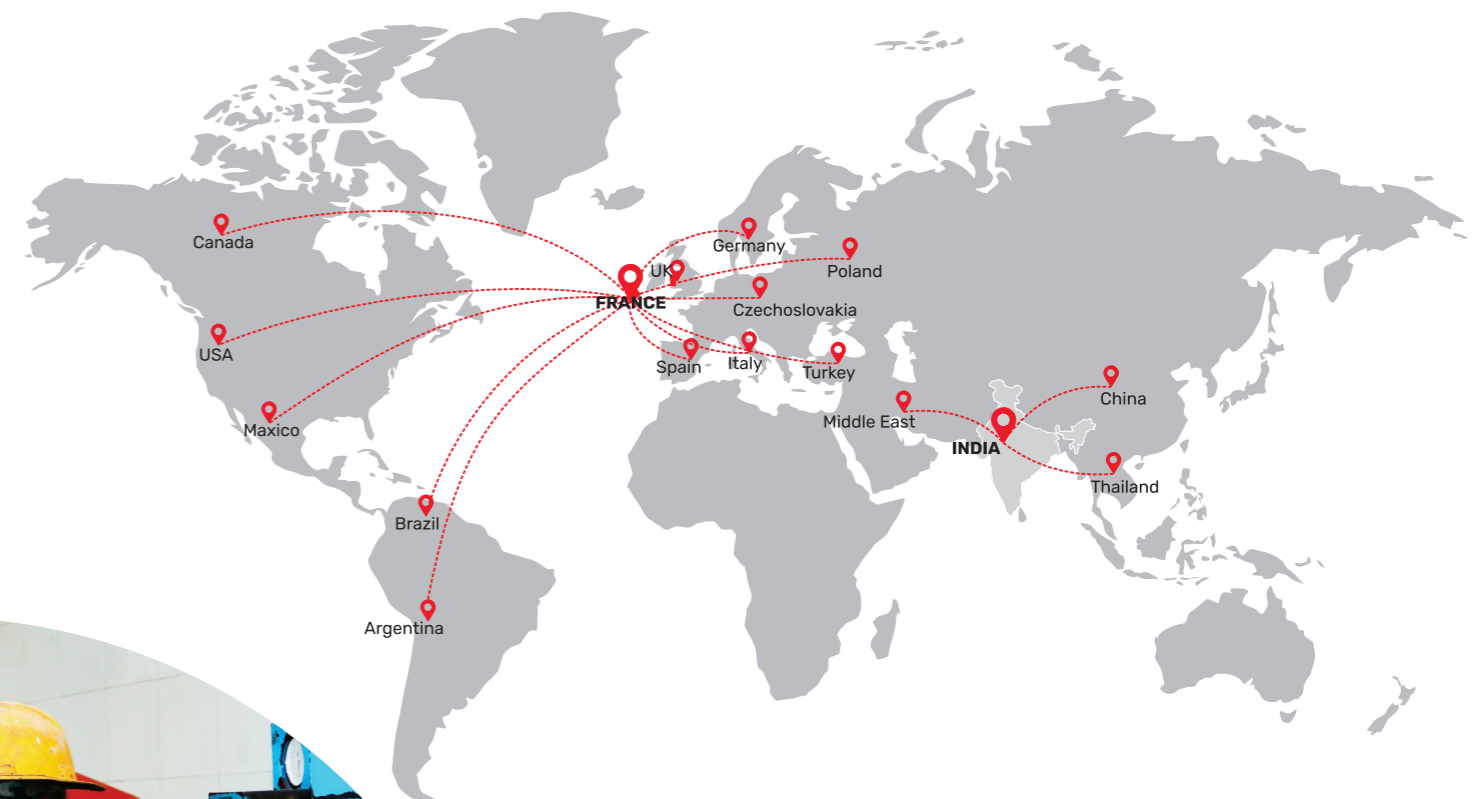 Canada
Germany
UK
Poland
FRANCE
Czechoslovakia
USA
Spain
Italy
Turkey
China
Maxico
Middle East
INDIA
Thailand
Brazil
Argentina